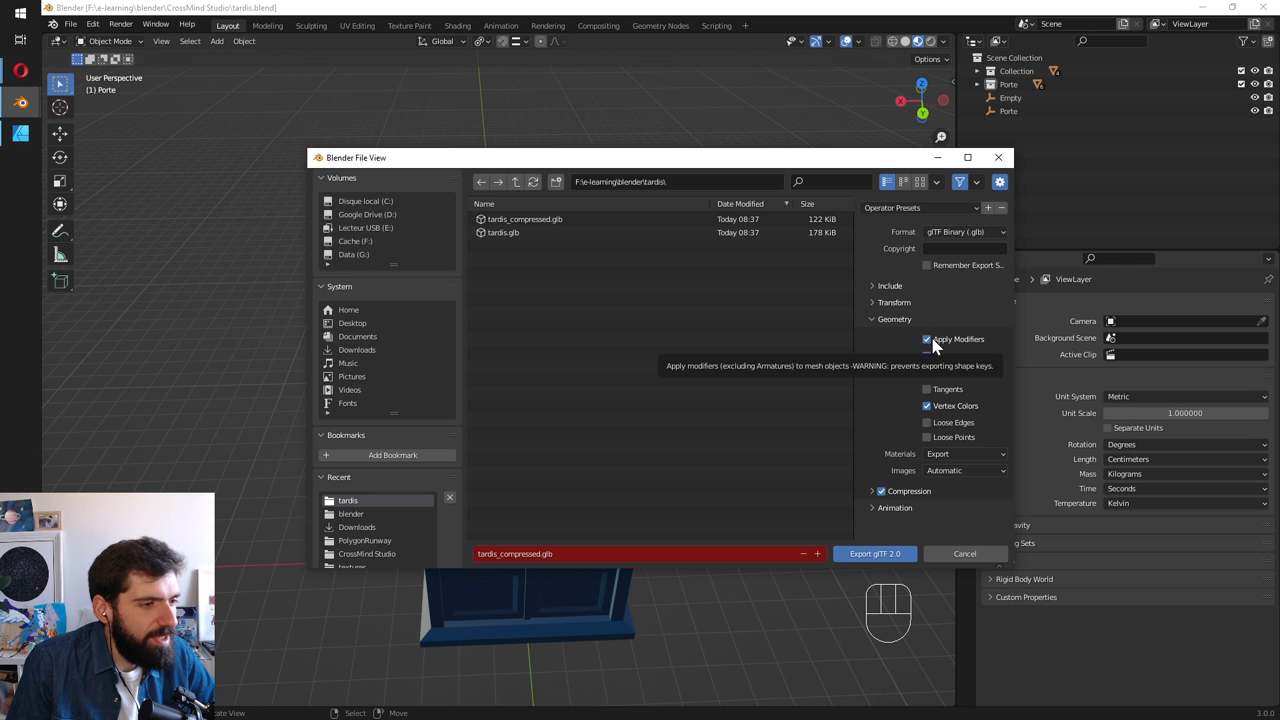 Blender [F:\e-learning\blender\CrossMind Studio\tardis.blend]
File Edit Render Window Help Layout Modeling Sculpting UV Editing Texture Paint Shading Animation Rendering Compositing Geometry Nodes Scripting + Scene ViewLayer
Object Mode View Select Add Object Global
Options
User Perspective
(1) Porte
X
Y
Z
Scene Collection
Collection
Porte
Empty
Porte
Blender File View
Volumes
Disque local (C:)
Google Drive (D:)
Lecteur USB (E:)
Cache (F:)
Data (G:)
System
Home
Desktop
Documents
Downloads
Music
Pictures
Videos
Fonts
Bookmarks
+ Add Bookmark
Recent
tardis
blender
Downloads
PolygonRunway
CrossMind Studio
F:\e-learning\blender\tardis\
Name Date Modified Size
tardis_compressed.glb Today 08:37 122 KiB
tardis.glb Today 08:37 178 KiB
Operator Presets
Format glTF Binary (.glb)
Copyright
Remember Export S...
Include
Transform
Geometry
Apply Modifiers
Apply modifiers (excluding Armatures) to mesh objects -WARNING: prevents exporting shape keys.
Tangents
Vertex Colors
Loose Edges
Loose Points
Materials Export
Images Automatic
Compression
Animation
tardis_compressed.glb
Export glTF 2.0 Cancel
ViewLayer
Camera
Background Scene
Active Clip
Unit System Metric
Unit Scale 1.000000
Separate Units
Rotation Degrees
Length Centimeters
Mass Kilograms
Time Seconds
Temperature Kelvin
Rigid Body World
Custom Properties
Select Move 3.0.0